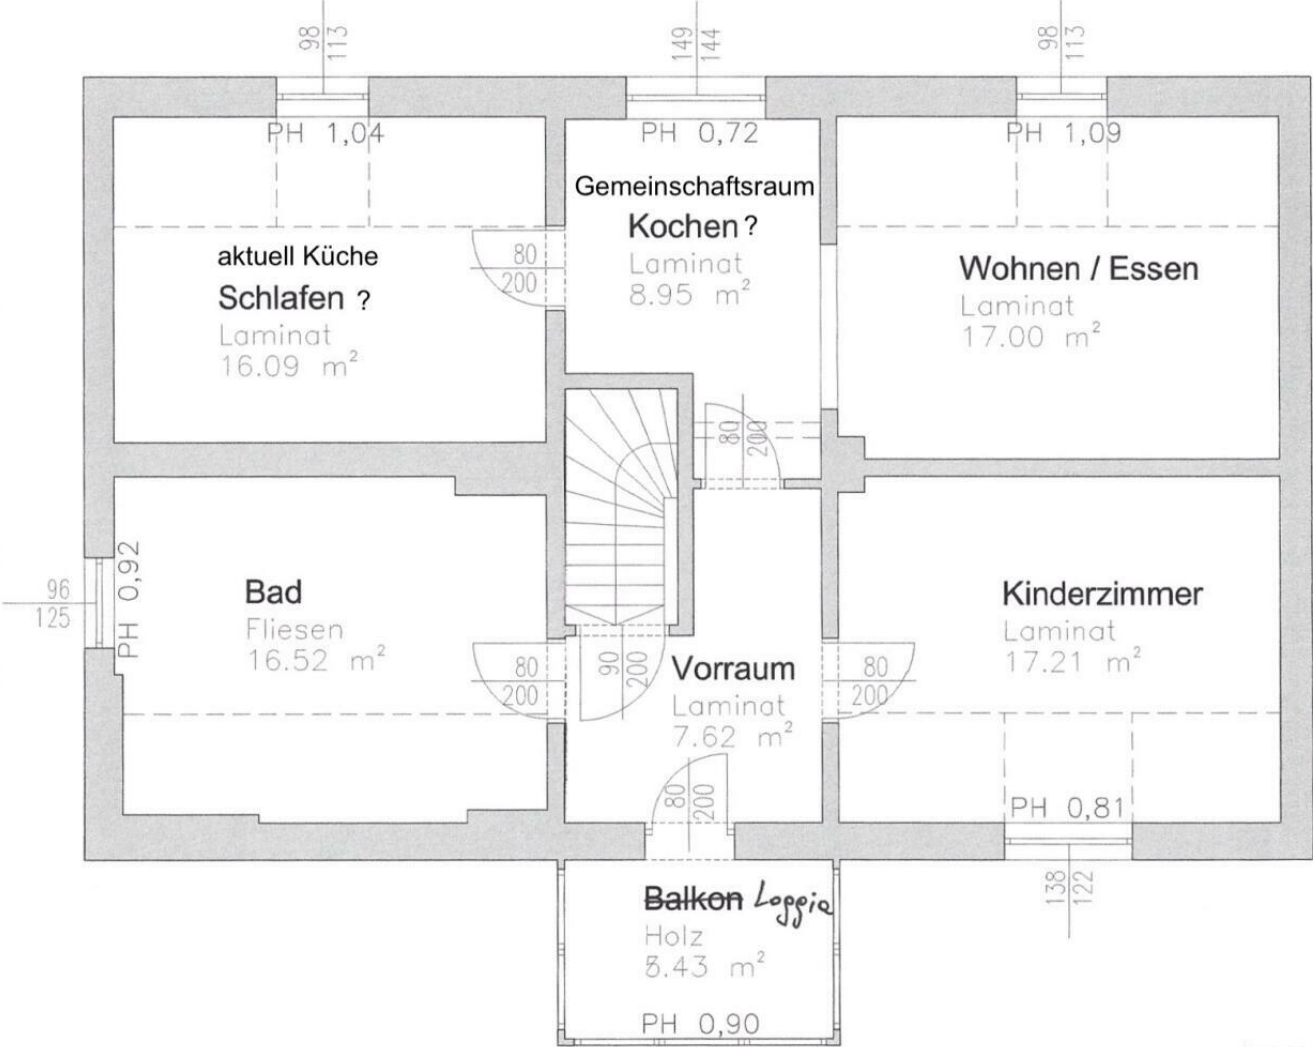 98
113
149
144
98
113
PH 1,04
PH 0,72
PH 1,09
Gemeinschaftsraum
Kochen ?
Laminat
8.95 m²
aktuell Küche
Schlafen ?
Laminat
16.09 m²
80
200
Wohnen / Essen
Laminat
17.00 m²
80
200
96
125
PH 0,92
Bad
Fliesen
16.52 m²
80
200
90
200
Vorraum
Laminat
7.62 m²
80
200
Kinderzimmer
Laminat
17.21 m²
80
200
PH 0,81
138
122
Balkon Loggia
Holz
8.43 m²
PH 0,90